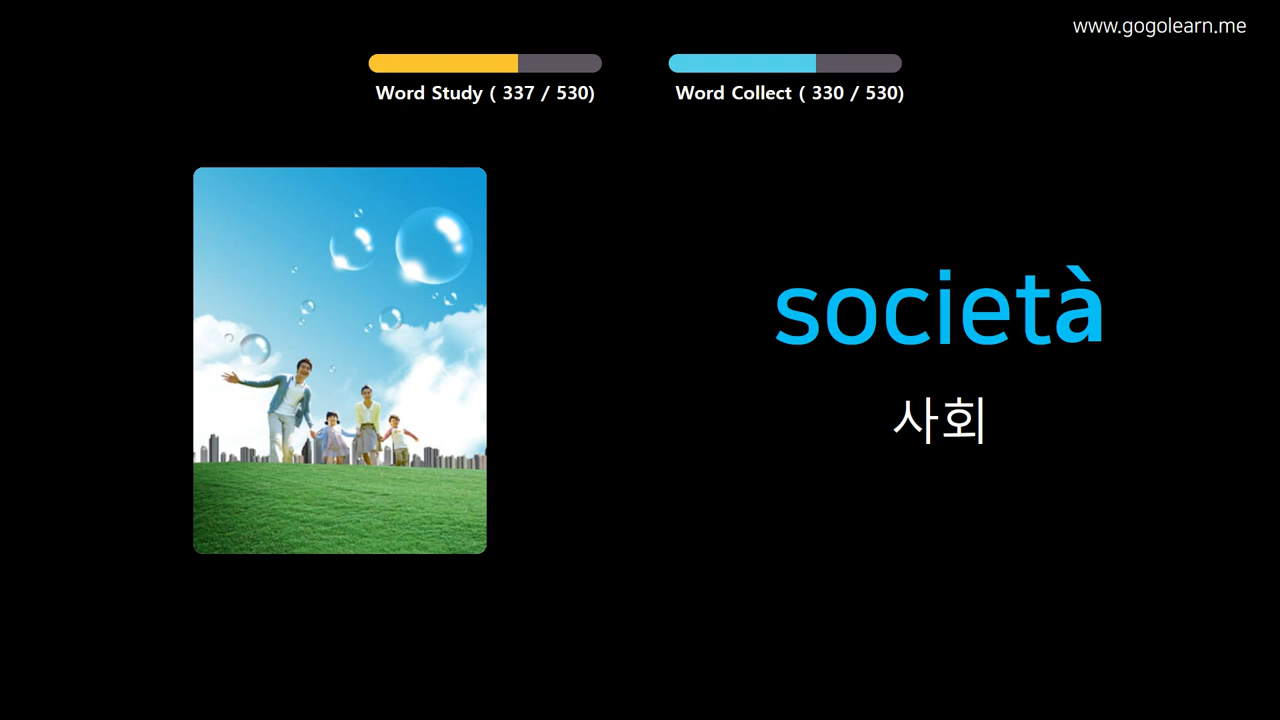 www.gogolearn.me
Word Study ( 337 / 530)
Word Collect ( 330 / 530)
società
사회